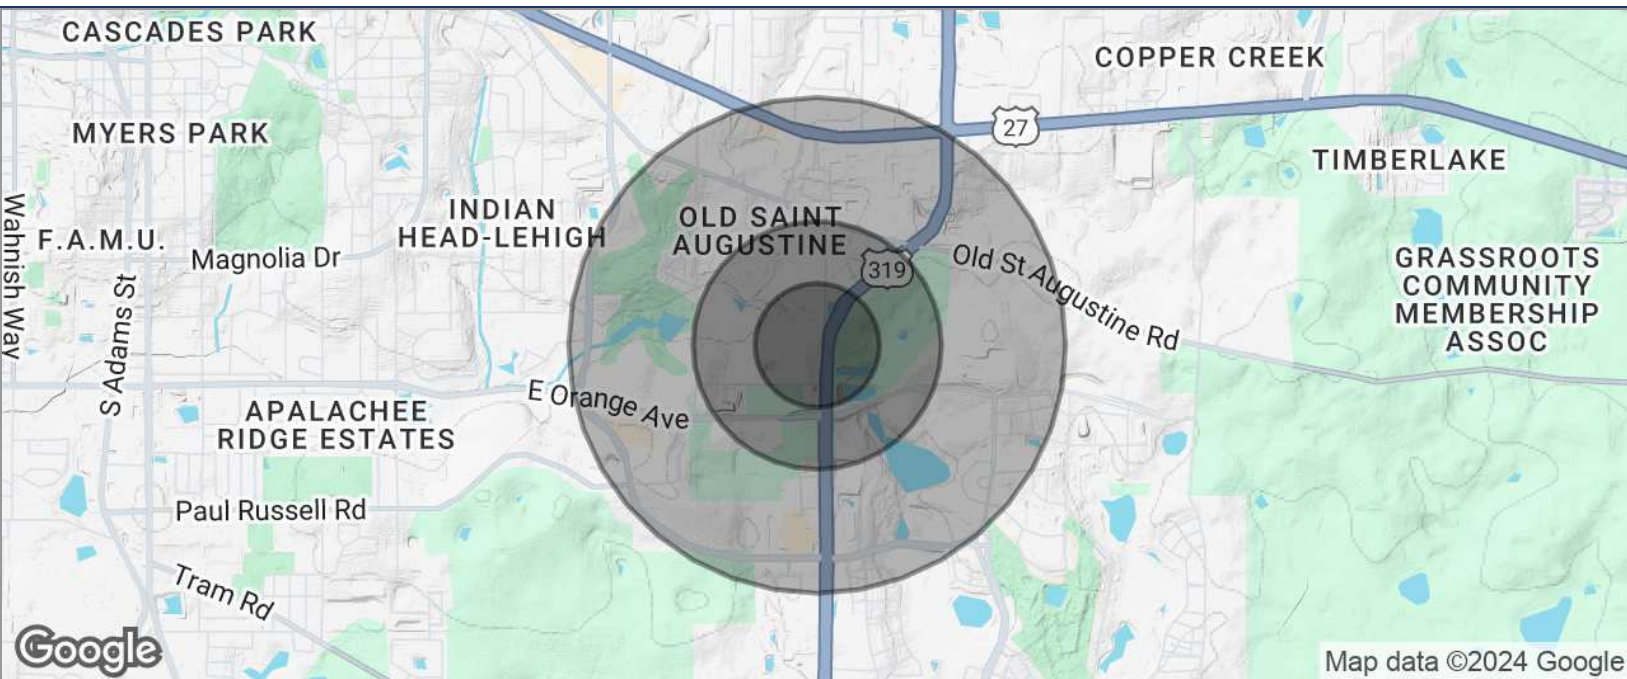 CASCADES PARK
COPPER CREEK
27
MYERS PARK
TIMBERLAKE
Wahnish Way
INDIAN
HEAD-LEHIGH
OLD SAINT
AUGUSTINE
F.A.M.U.
Magnolia Dr
319
Old St Augustine Rd
GRASSROOTS
COMMUNITY
MEMBERSHIP
ASSOC
S Adams St
E Orange Ave
APALACHEE
RIDGE ESTATES
Paul Russell Rd
Tram Rd
Google
Map data ©2024 Google